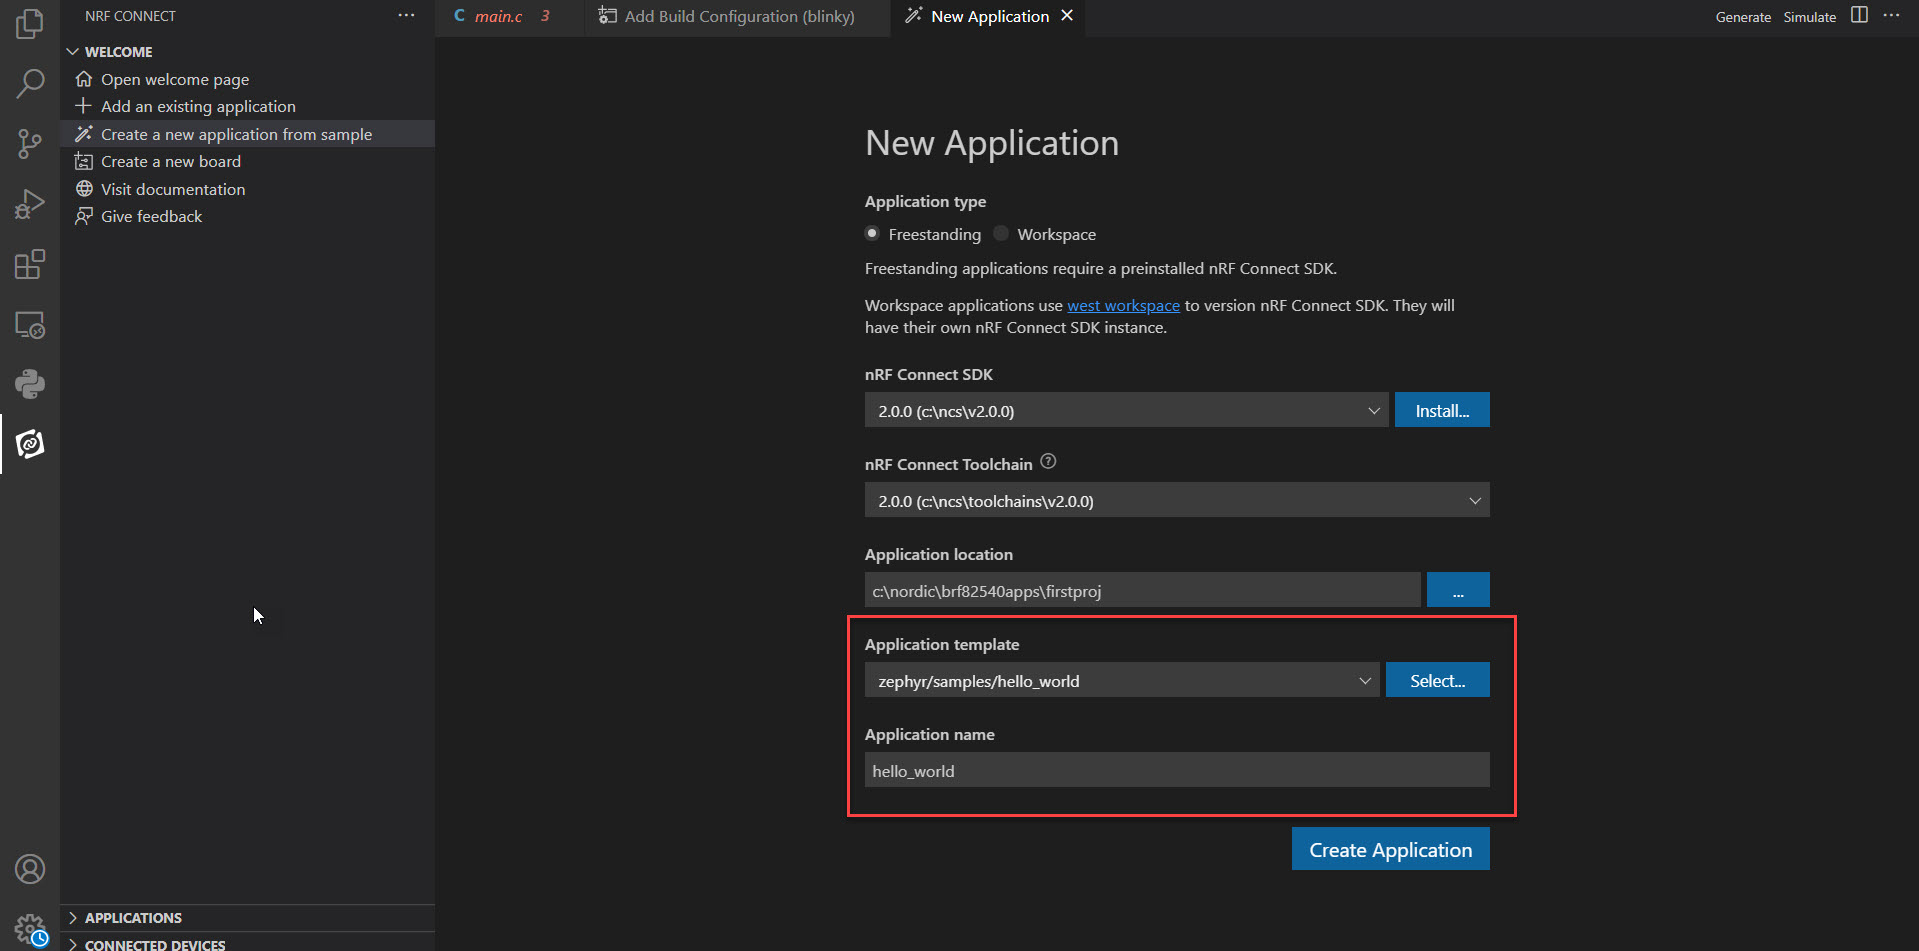 NRF CONNECT
WELCOME
Open welcome page
Add an existing application
Create a new application from sample
Create a new board
Visit documentation
Give feedback
APPLICATIONS
CONNECTED DEVICES
C main.c 3
Add Build Configuration (blinky)
New Application
Generate Simulate
New Application
Application type
Freestanding Workspace
Freestanding applications require a preinstalled nRF Connect SDK.
Workspace applications use west workspace to version nRF Connect SDK. They will
have their own nRF Connect SDK instance.
nRF Connect SDK
2.0.0 (c:\ncs\v2.0.0) Install...
nRF Connect Toolchain ?
2.0.0 (c:\ncs\toolchains\v2.0.0)
Application location
c:\nordic\brf82540apps\firstproj ...
Application template
zephyr/samples/hello_world Select...
Application name
hello_world
Create Application